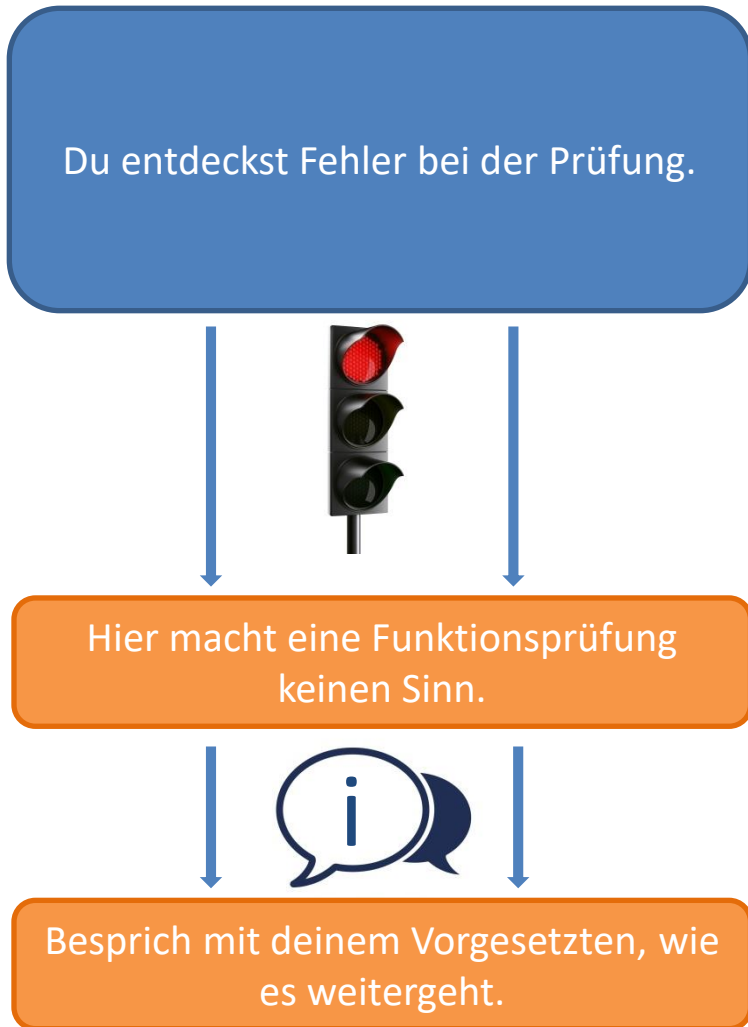 Du entdeckst Fehler bei der Prüfung.
Hier macht eine Funktionsprüfung
keinen Sinn.
i
Besprich mit deinem Vorgesetzten, wie
es weitergeht.